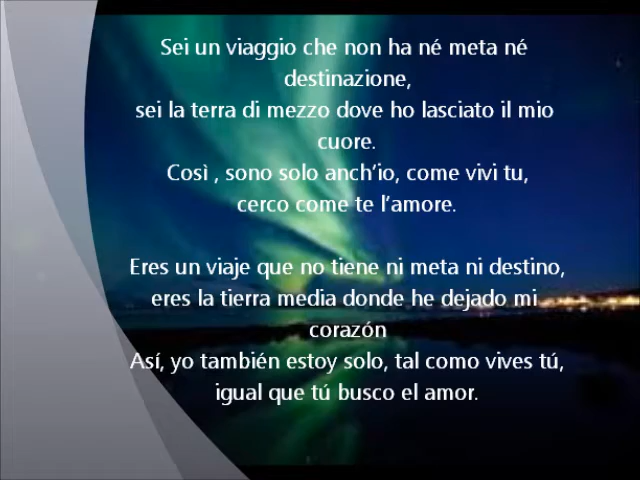 Sei un viaggio che non ha né meta né
destinazione,
sei la terra di mezzo dove ho lasciato il mio
cuore.
Così , sono solo anch’io, come vivi tu,
cerco come te l’amore.
Eres un viaje que no tiene ni meta ni destino,
eres la tierra media donde he dejado mi
corazón
Así, yo también estoy solo, tal como vives tú,
igual que tú busco el amor.